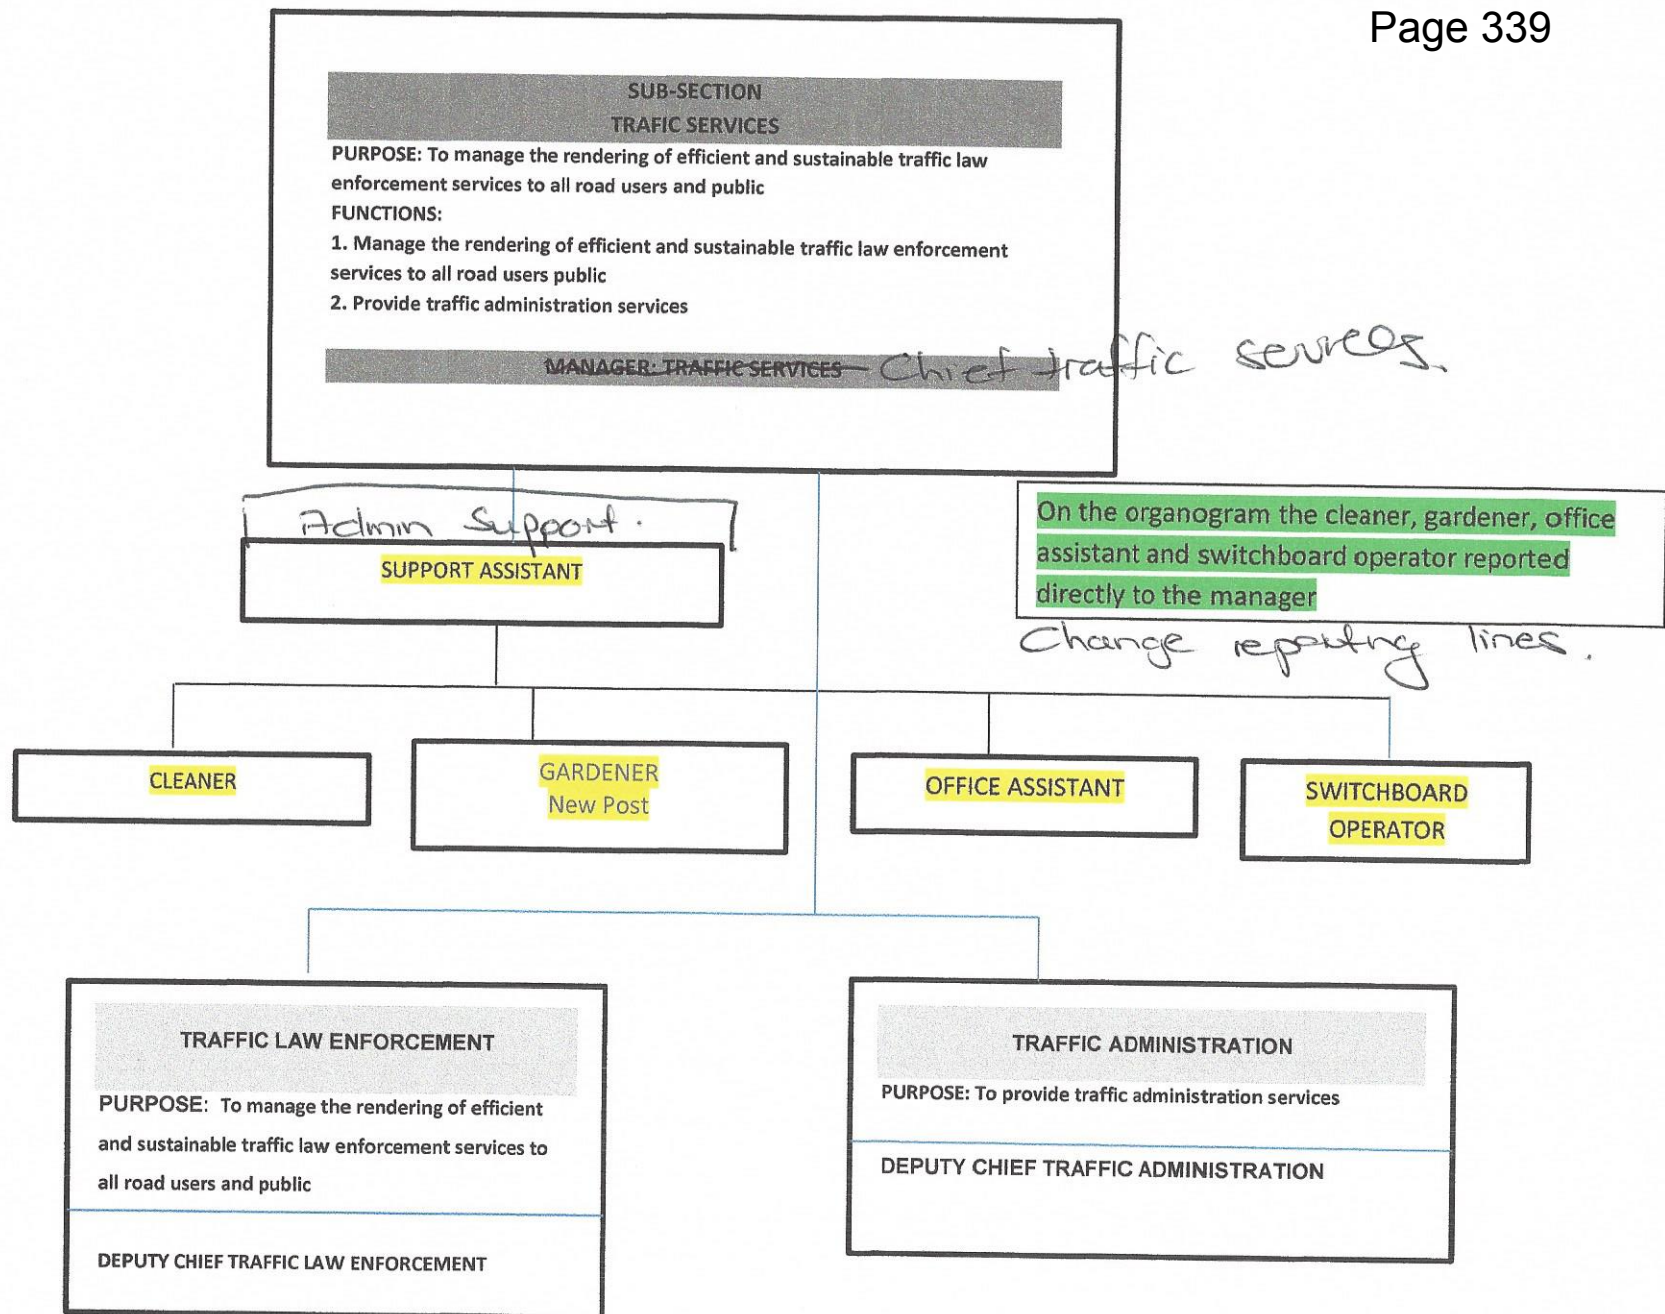 Page 339
SUB-SECTION
TRAFIC SERVICES
PURPOSE: To manage the rendering of efficient and sustainable traffic law
enforcement services to all road users and public
FUNCTIONS:
1. Manage the rendering of efficient and sustainable traffic law enforcement
services to all road users public
2. Provide traffic administration services
MANAGER: TRAFFIC SERVICES Chief traffic services.
Admin Support.
SUPPORT ASSISTANT
On the organogram the cleaner, gardener, office
assistant and switchboard operator reported
directly to the manager
Change reporting lines.
CLEANER
GARDENER
New Post
OFFICE ASSISTANT
SWITCHBOARD
OPERATOR
TRAFFIC LAW ENFORCEMENT
PURPOSE: To manage the rendering of efficient
and sustainable traffic law enforcement services to
all road users and public
DEPUTY CHIEF TRAFFIC LAW ENFORCEMENT
TRAFFIC ADMINISTRATION
PURPOSE: To provide traffic administration services
DEPUTY CHIEF TRAFFIC ADMINISTRATION